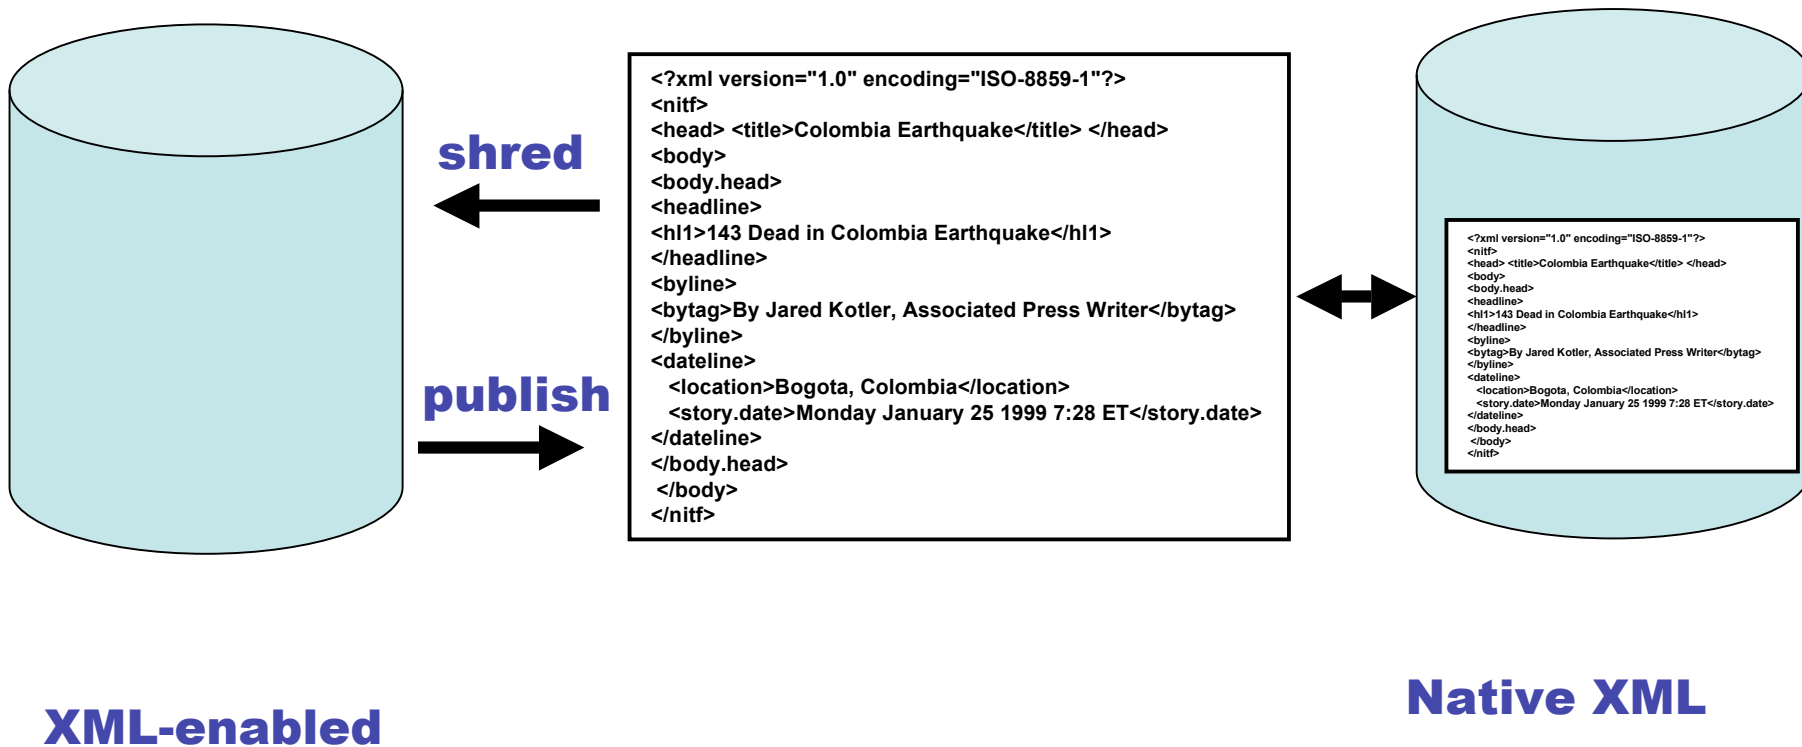 shred
publish
<?xml version="1.0" encoding="ISO-8859-1"?>
<nitf>
<head> <title>Colombia Earthquake</title> </head>
<body>
<body.head>
<headline>
<hl1>143 Dead in Colombia Earthquake</hl1>
</headline>
<byline>
<bytag>By Jared Kotler, Associated Press Writer</bytag>
</byline>
<dateline>
<location>Bogota, Colombia</location>
<story.date>Monday January 25 1999 7:28 ET</story.date>
</dateline>
</body.head>
</body>
</nitf>
<?xml version="1.0" encoding="ISO-8859-1"?>
<nitf>
<head> <title>Colombia Earthquake</title> </head>
<body>
<body.head>
<headline>
<hl1>143 Dead in Colombia Earthquake</hl1>
</headline>
<byline>
<bytag>By Jared Kotler, Associated Press Writer</bytag>
</byline>
<dateline>
<location>Bogota, Colombia</location>
<story.date>Monday January 25 1999 7:28 ET</story.date>
</dateline>
</body.head>
</body>
</nitf>
XML-enabled
Native XML